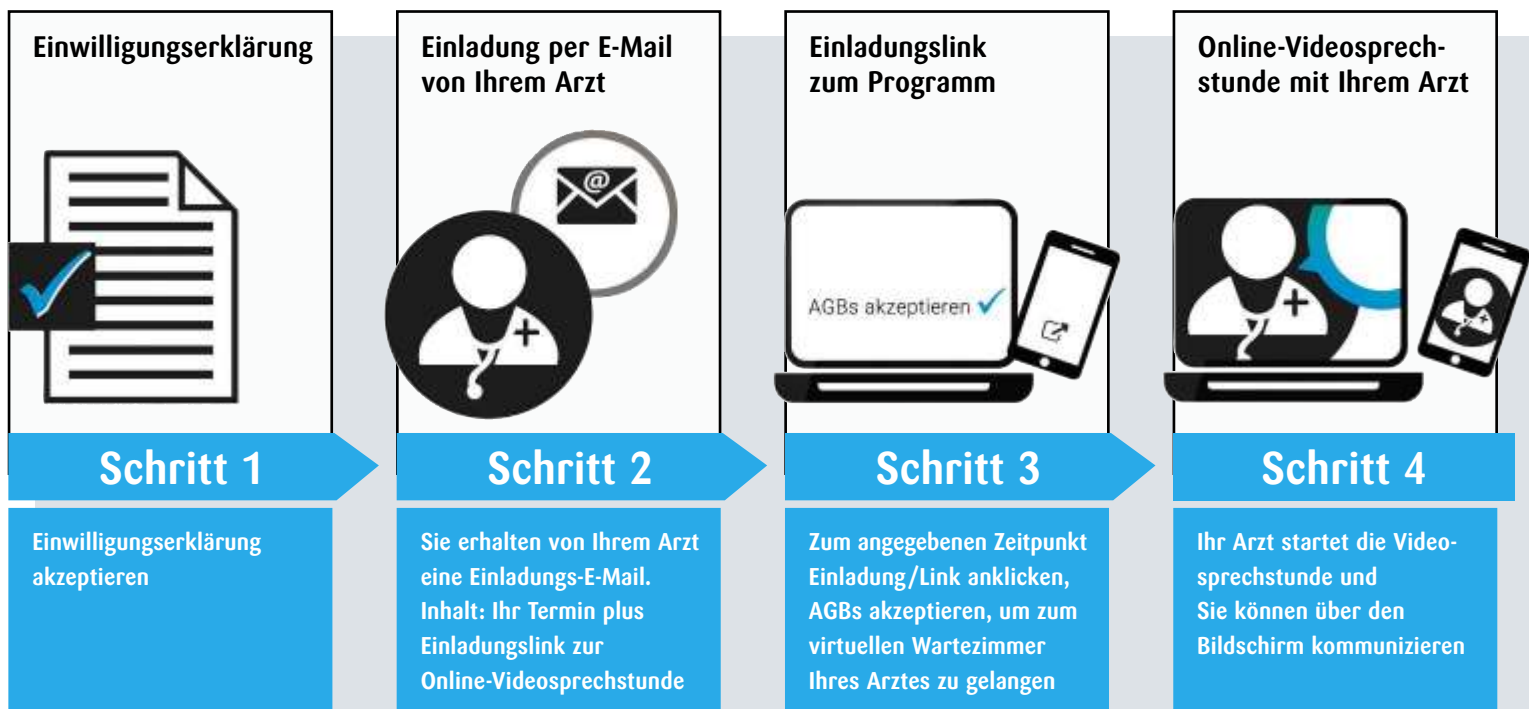 Einwilligungserklärung
Einladung per E-Mail
von Ihrem Arzt
Einladungslink
zum Programm
Online-Videosprech-
stunde mit Ihrem Arzt
@
AGBs akzeptieren
Schritt 1
Schritt 2
Schritt 3
Schritt 4
Einwilligungserklärung
akzeptieren
Sie erhalten von Ihrem Arzt
eine Einladungs-E-Mail.
Inhalt: Ihr Termin plus
Einladungslink zur
Online-Videosprechstunde
Zum angegebenen Zeitpunkt
Einladung/Link anklicken,
AGBs akzeptieren, um zum
virtuellen Wartezimmer
Ihres Arztes zu gelangen
Ihr Arzt startet die Video-
sprechstunde und
Sie können über den
Bildschirm kommunizieren